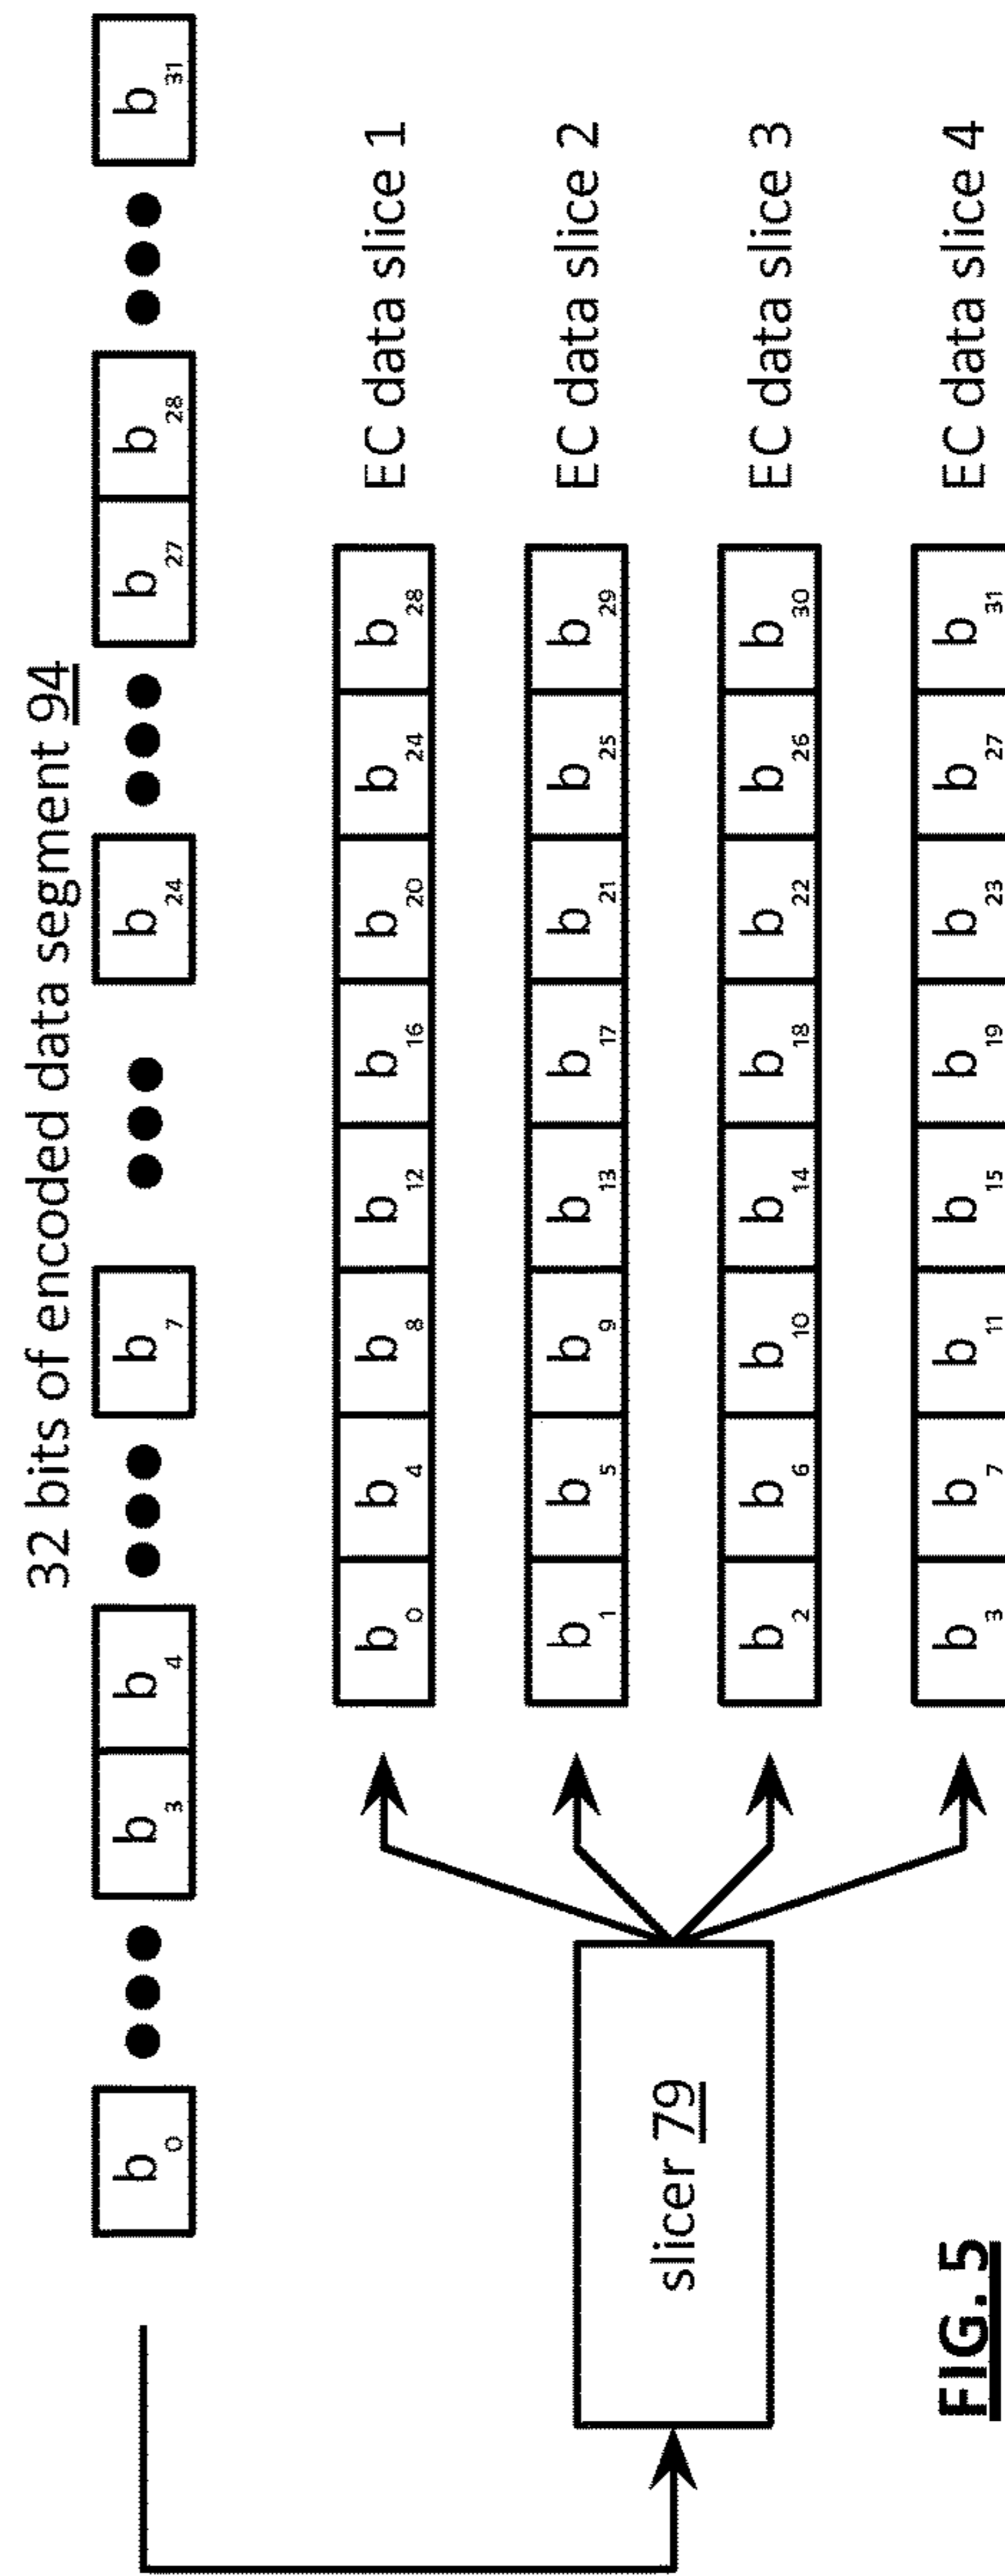 32 bits of encoded data segment 94
b0 ●●● b3 b4 ●●● b7 ●●● b24 ●●● b27 b28 ●●● b31
slicer 79
b0 b4 b8 b12 b16 b20 b24 b28 EC data slice 1
b1 b5 b9 b13 b17 b21 b25 b29 EC data slice 2
b2 b6 b10 b14 b18 b22 b26 b30 EC data slice 3
b3 b7 b11 b15 b19 b23 b27 b31 EC data slice 4
FIG. 5